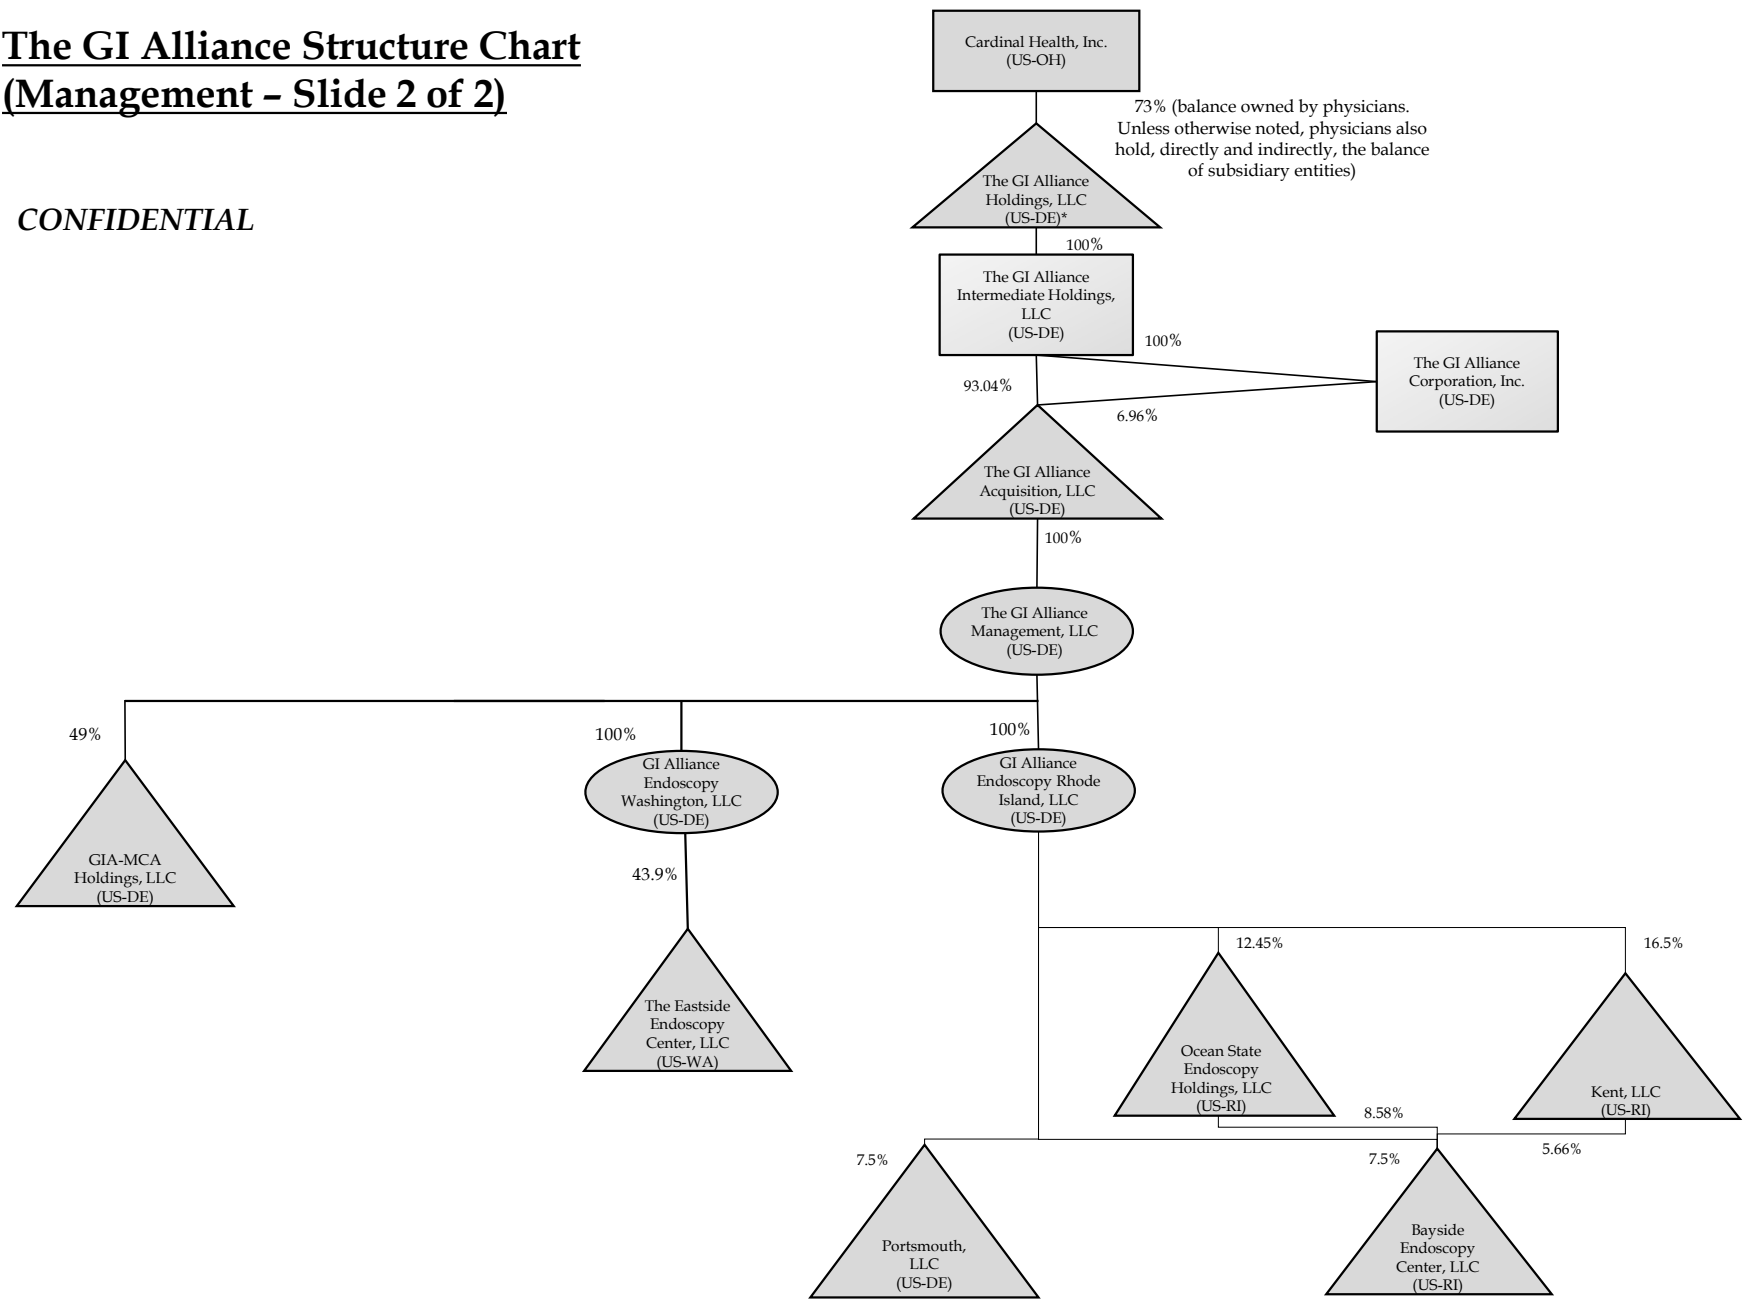 The GI Alliance Structure Chart
(Management – Slide 2 of 2)
CONFIDENTIAL
Cardinal Health, Inc.
(US-OH)
73% (balance owned by physicians.
Unless otherwise noted, physicians also
hold, directly and indirectly, the balance
of subsidiary entities)
The GI Alliance
Holdings, LLC
(US-DE)*
100%
The GI Alliance
Intermediate Holdings,
LLC
(US-DE)
100%
The GI Alliance
Corporation, Inc.
(US-DE)
93.04%
6.96%
The GI Alliance
Acquisition, LLC
(US-DE)
100%
The GI Alliance
Management, LLC
(US-DE)
49%
100%
100%
GIA-MCA
Holdings, LLC
(US-DE)
GI Alliance
Endoscopy
Washington, LLC
(US-DE)
GI Alliance
Endoscopy Rhode
Island, LLC
(US-DE)
43.9%
The Eastside
Endoscopy
Center, LLC
(US-WA)
12.45%
16.5%
Ocean State
Endoscopy
Holdings, LLC
(US-RI)
Kent, LLC
(US-RI)
8.58%
5.66%
7.5%
7.5%
Portsmouth,
LLC
(US-DE)
Bayside
Endoscopy
Center, LLC
(US-RI)